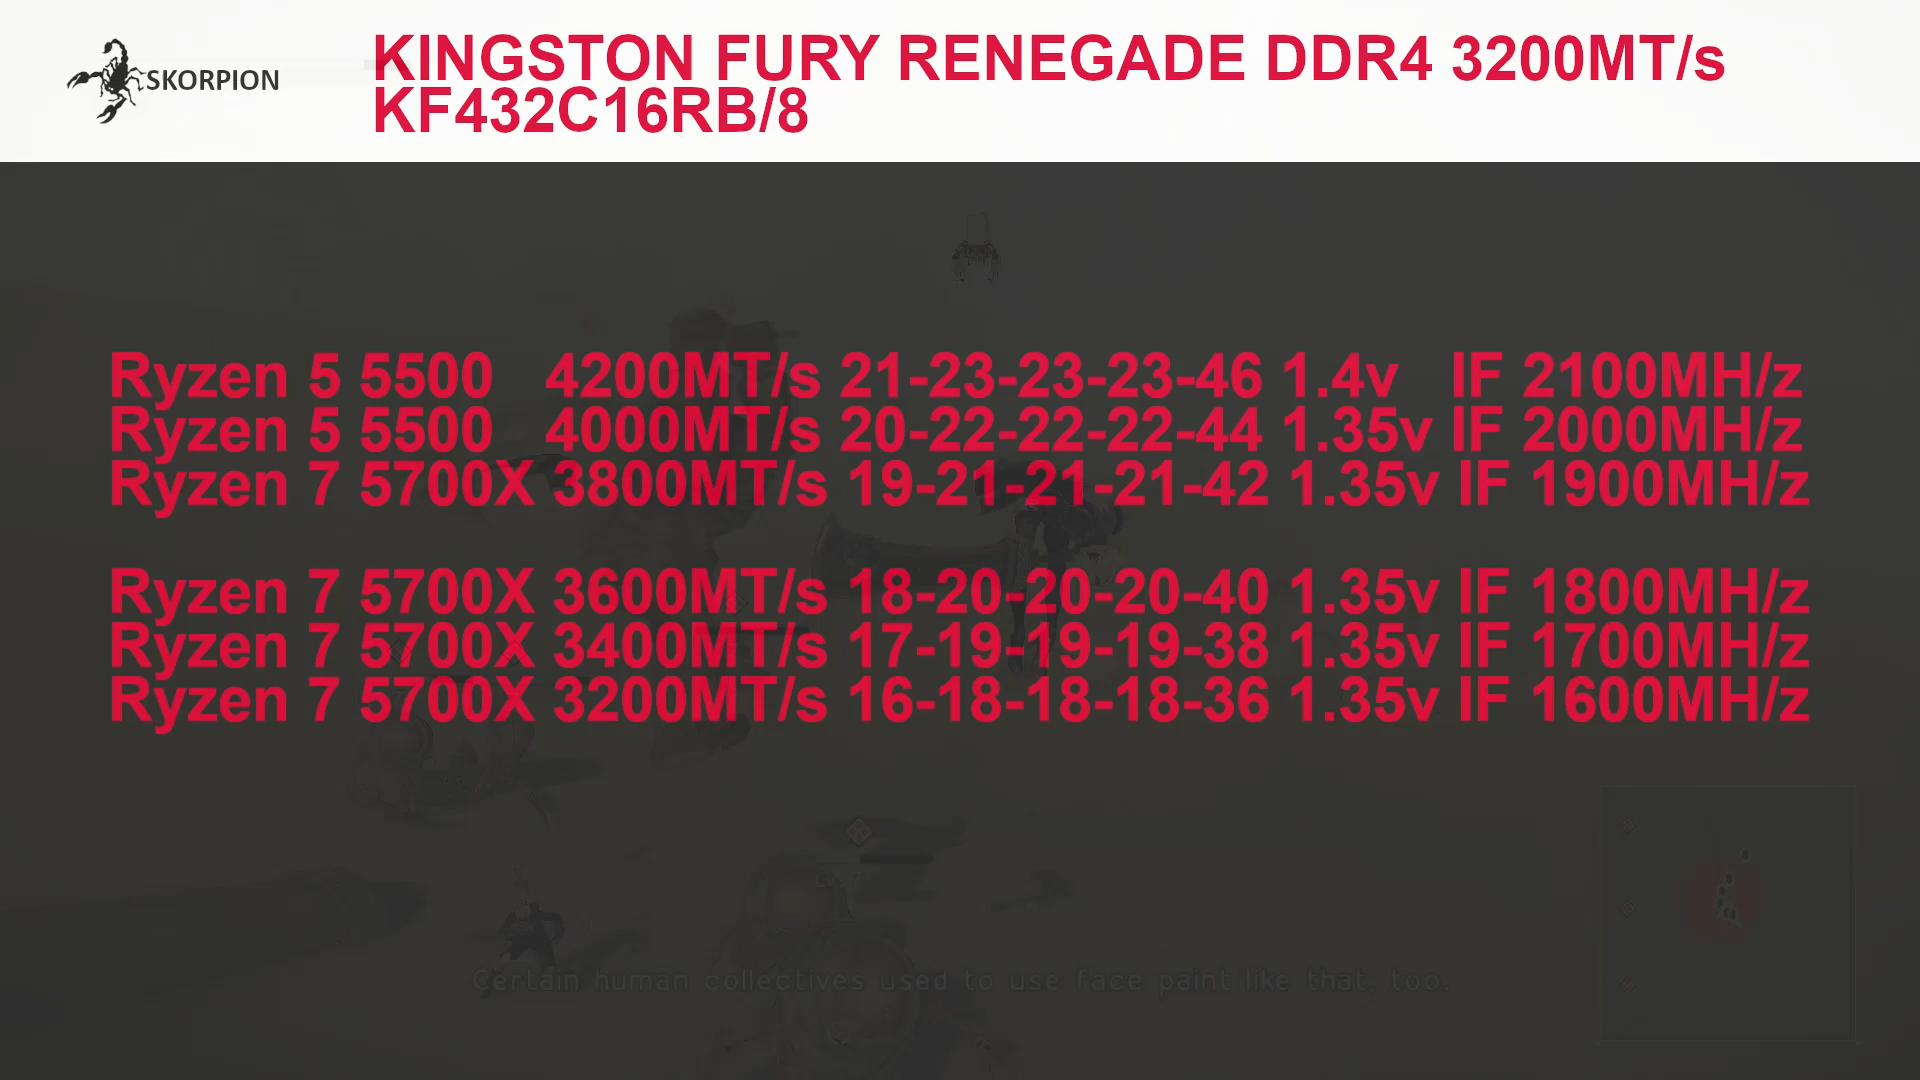 SKORPION
KINGSTON FURY RENEGADE DDR4 3200MT/s
KF432C16RB/8
Ryzen 5 5500 4200MT/s 21-23-23-23-46 1.4v IF 2100MH/z
Ryzen 5 5500 4000MT/s 20-22-22-22-44 1.35v IF 2000MH/z
Ryzen 7 5700X 3800MT/s 19-21-21-21-42 1.35v IF 1900MH/z
Ryzen 7 5700X 3600MT/s 18-20-20-20-40 1.35v IF 1800MH/z
Ryzen 7 5700X 3400MT/s 17-19-19-19-38 1.35v IF 1700MH/z
Ryzen 7 5700X 3200MT/s 16-18-18-18-36 1.35v IF 1600MH/z
Certain human collectives used to use face paint like that, too.